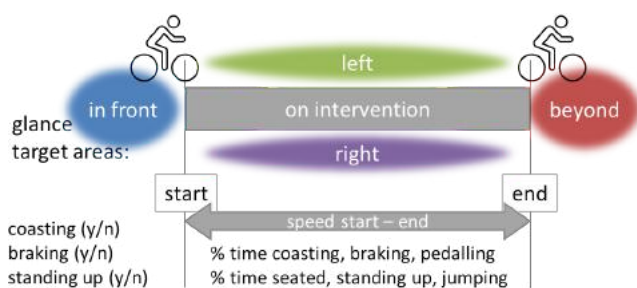 left
in front
on intervention
beyond
glance
target areas:
right
start
end
speed start – end
coasting (y/n)
braking (y/n)
% time coasting, braking, pedalling
standing up (y/n)
% time seated, standing up, jumping